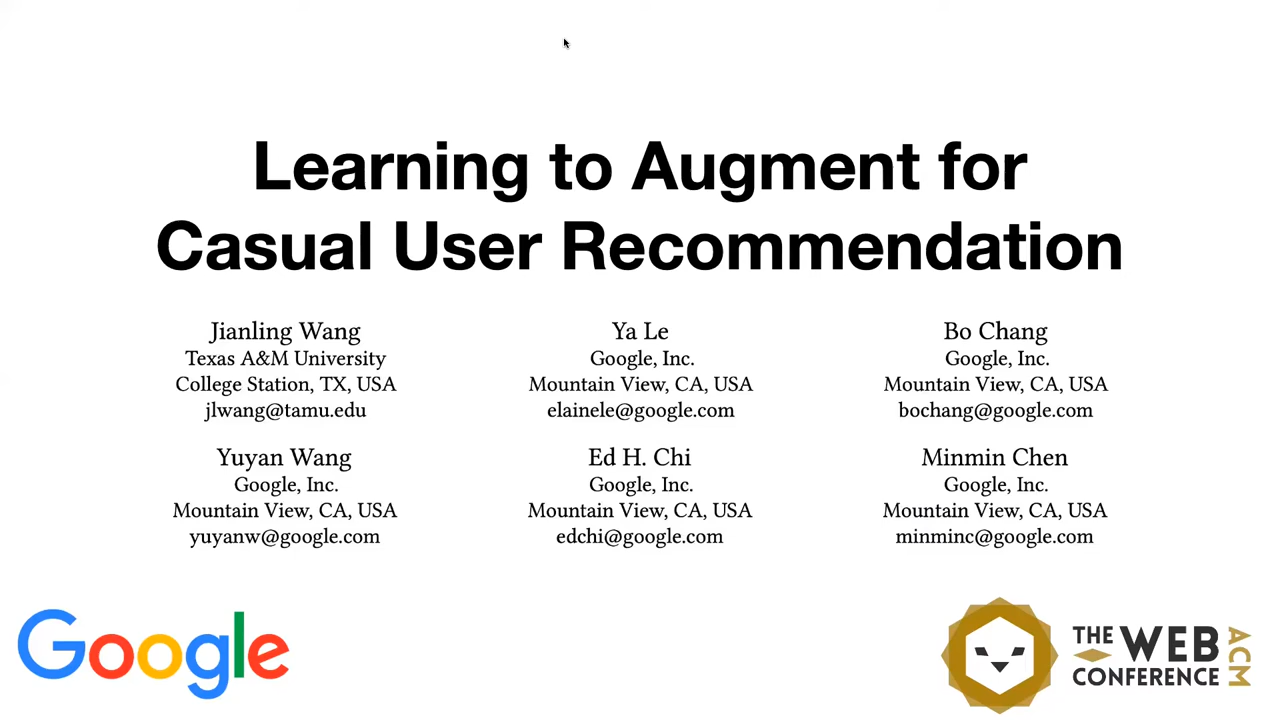 Learning to Augment for
Casual User Recommendation
Jianling Wang
Texas A&M University
College Station, TX, USA
jlwang@tamu.edu
Ya Le
Google, Inc.
Mountain View, CA, USA
elainele@google.com
Bo Chang
Google, Inc.
Mountain View, CA, USA
bochang@google.com
Yuyan Wang
Google, Inc.
Mountain View, CA, USA
yuyanw@google.com
Ed H. Chi
Google, Inc.
Mountain View, CA, USA
edchi@google.com
Minmin Chen
Google, Inc.
Mountain View, CA, USA
minminc@google.com
Google
THE WEB
CONFERENCE
ACM